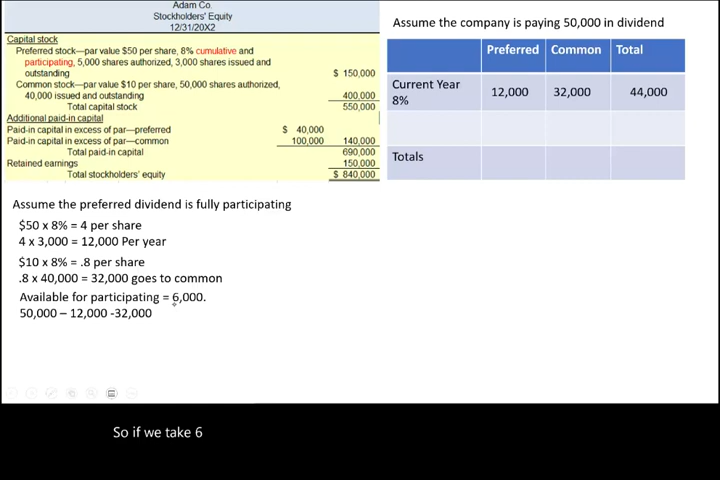 Adam Co.
Stockholders' Equity
12/31/20X2
Capital stock
Preferred stock—par value $50 per share, 8% cumulative and
participating, 5,000 shares authorized, 3,000 shares issued and
outstanding $ 150,000
Common stock—par value $10 per share, 50,000 shares authorized,
40,000 issued and outstanding 400,000
Total capital stock 550,000
Additional paid-in capital
Paid-in capital in excess of par—preferred $ 40,000
Paid-in capital in excess of par—common 100,000 140,000
Total paid-in capital 690,000
Retained earnings 150,000
Total stockholders' equity $ 840,000
Assume the company is paying 50,000 in dividend
Preferred Common Total
Current Year
8% 12,000 32,000 44,000
Totals
Assume the preferred dividend is fully participating
$50 x 8% = 4 per share
4 x 3,000 = 12,000 Per year
$10 x 8% = .8 per share
.8 x 40,000 = 32,000 goes to common
Available for participating = 6,000.
50,000 – 12,000 -32,000
So if we take 6